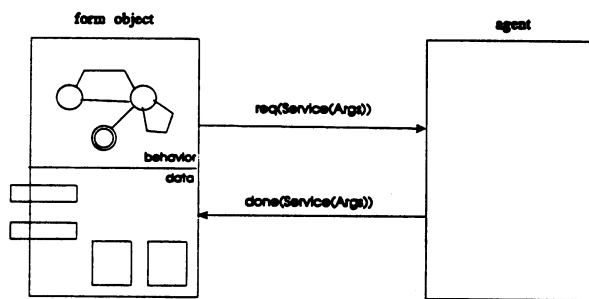 form object
agent
req(Service(Args))
behavior
data
done(Service(Args))